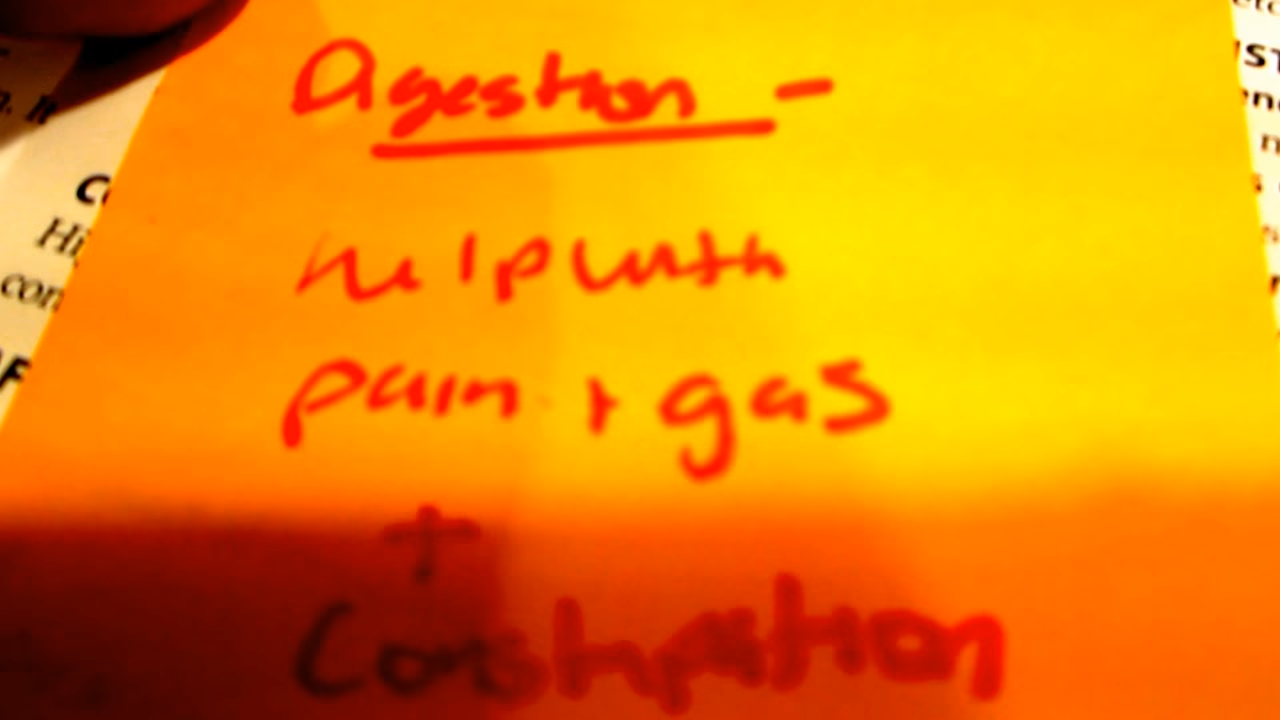 Digestion -
help with
pain + gas
+
Constipation